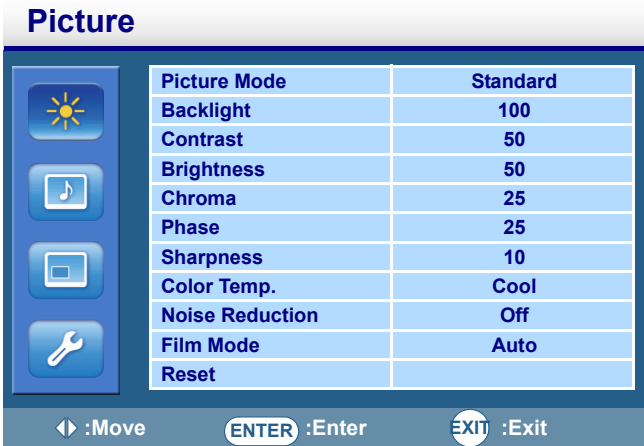 Picture
Picture Mode Standard
Backlight 100
Contrast 50
Brightness 50
Chroma 25
Phase 25
Sharpness 10
Color Temp. Cool
Noise Reduction Off
Film Mode Auto
Reset
:Move ENTER :Enter EXIT :Exit